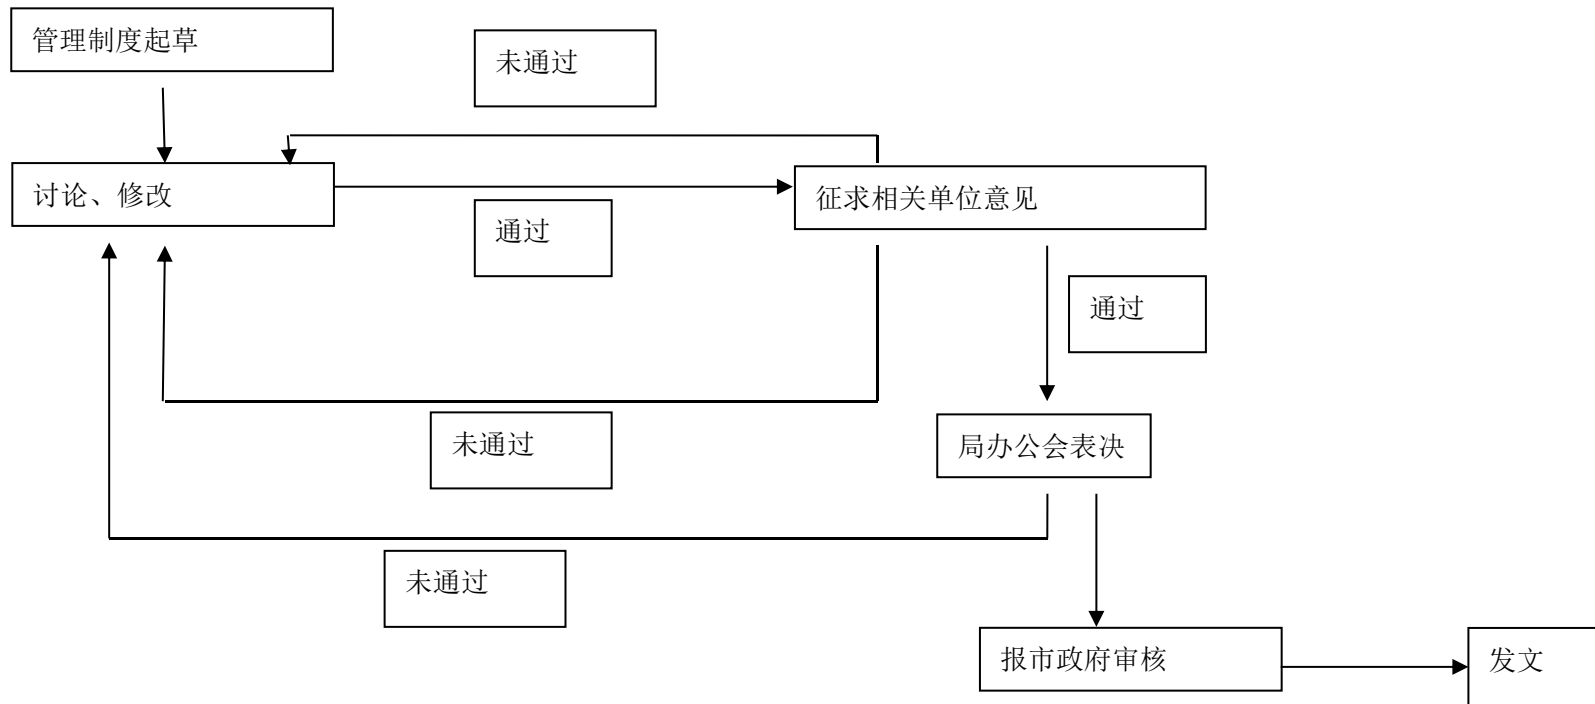 管理制度起草
未通过
讨论、修改
征求相关单位意见
通过
通过
未通过
局办公会表决
未通过
报市政府审核
发文